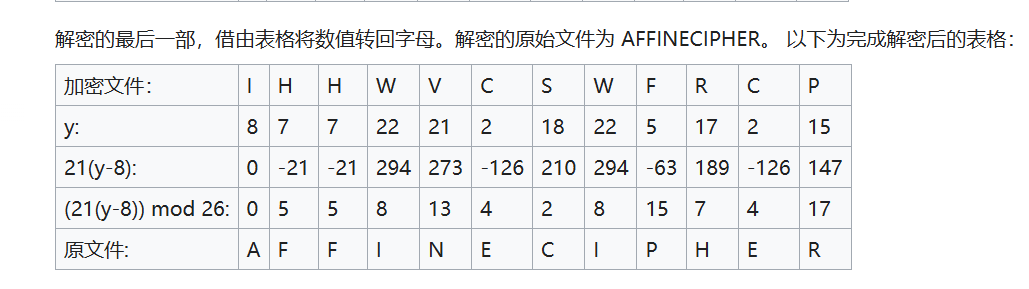 解密的最后一部，借由表格将数值转回字母。解密的原始文件为 AFFINECIPHER。 以下为完成解密后的表格：
加密文件： I H H W V C S W F R C P
y: 8 7 7 22 21 2 18 22 5 17 2 15
21(y-8): 0 -21 -21 294 273 -126 210 294 -63 189 -126 147
(21(y-8)) mod 26: 0 5 5 8 13 4 2 8 15 7 4 17
原文件: A F F I N E C I P H E R